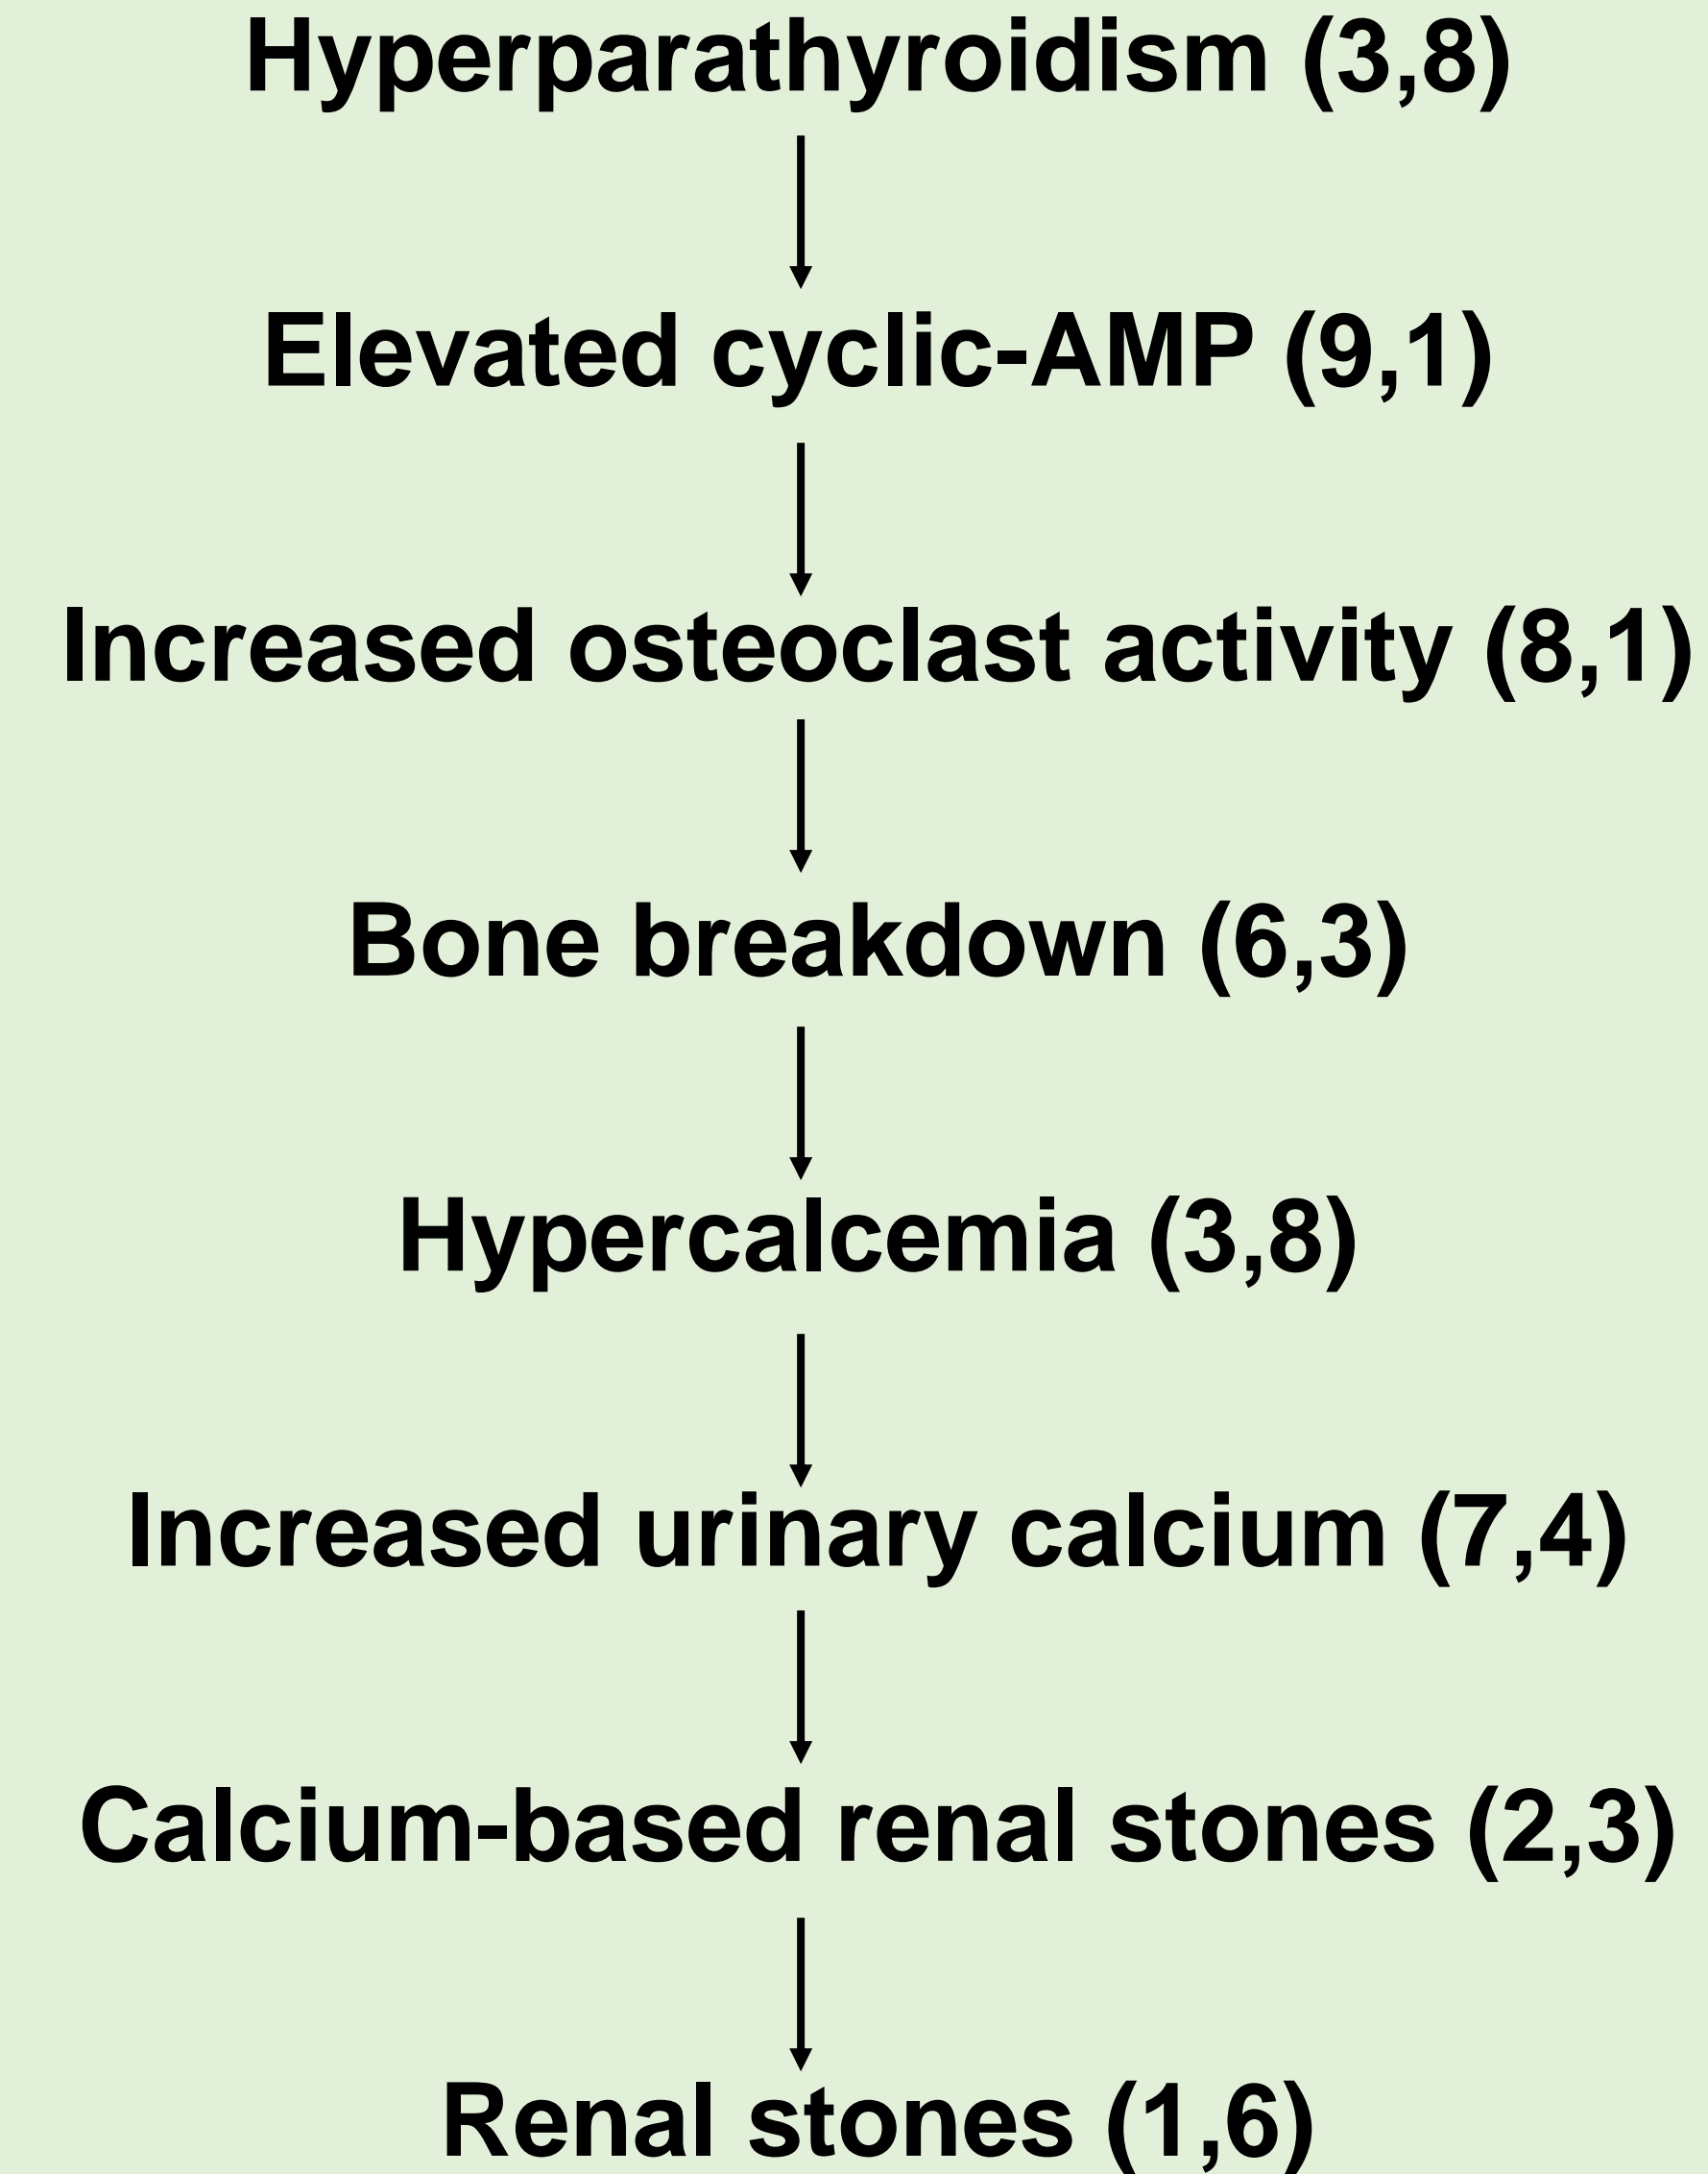 Hyperparathyroidism (3,8)
Elevated cyclic-AMP (9,1)
Increased osteoclast activity (8,1)
Bone breakdown (6,3)
Hypercalcemia (3,8)
Increased urinary calcium (7,4)
Calcium-based renal stones (2,3)
Renal stones (1,6)